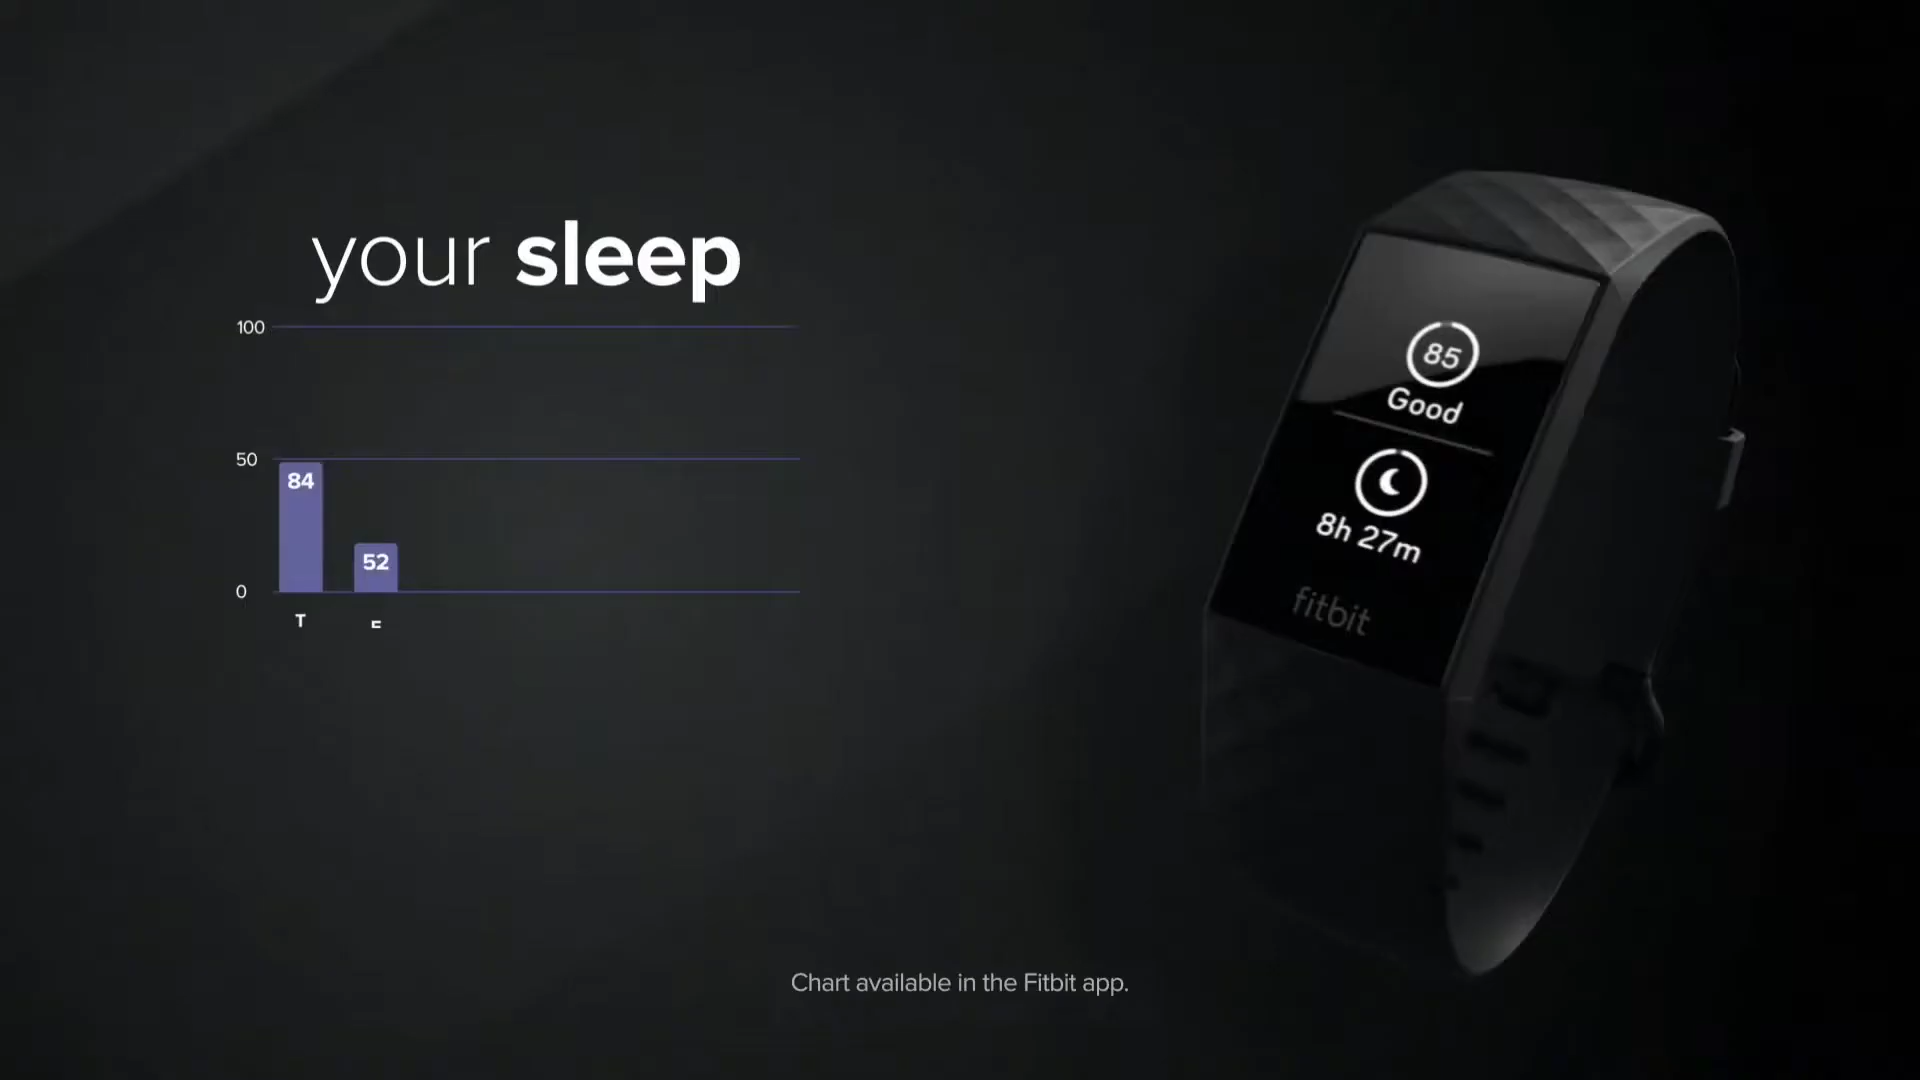 your sleep
100
50
0
84
52
T
85
Good
8h 27m
fitbit
Chart available in the Fitbit app.